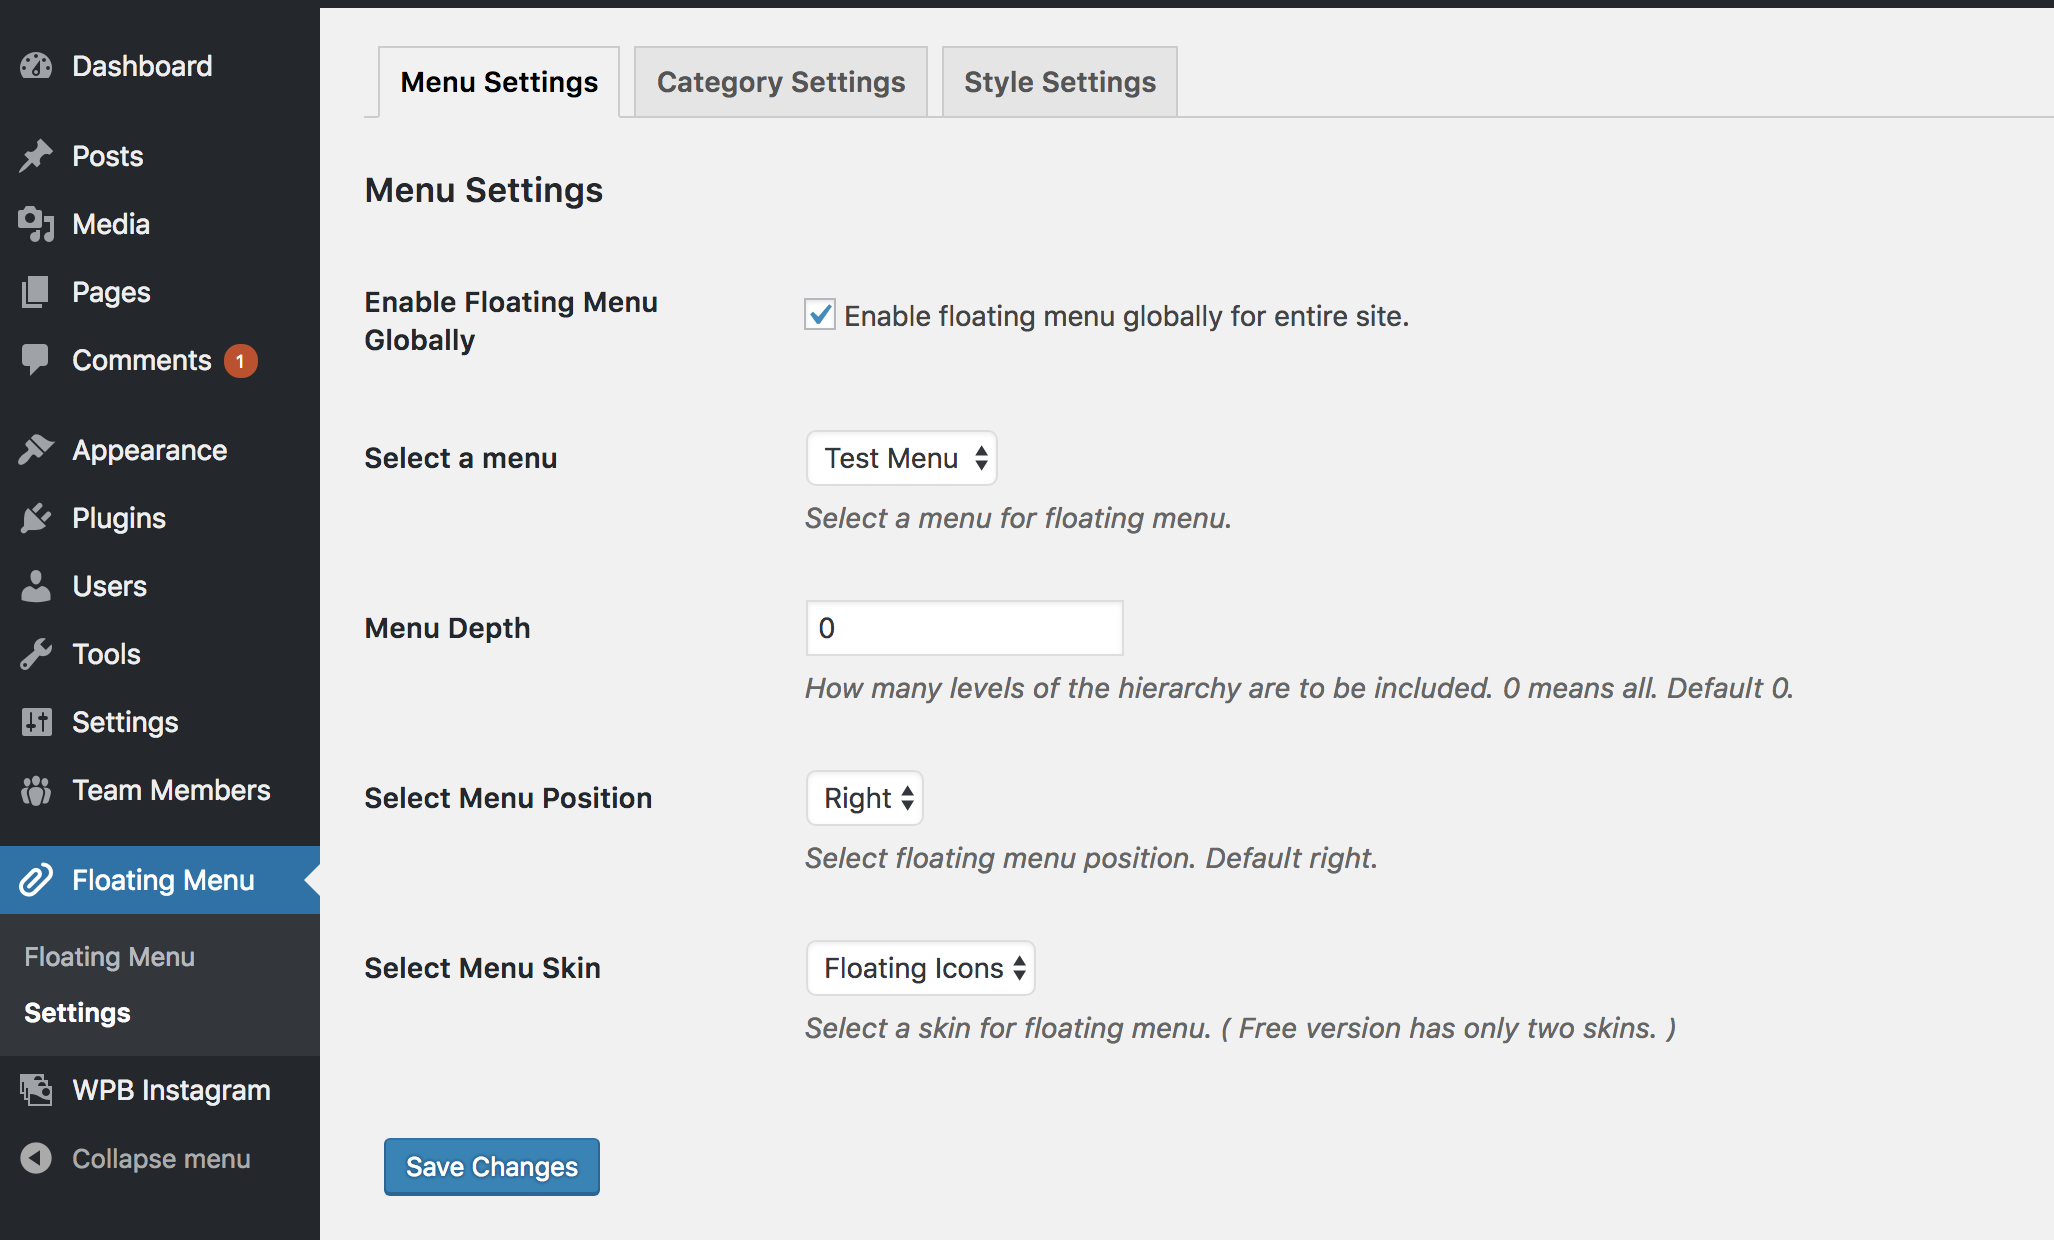 Dashboard
Posts
Media
Pages
Comments 1
Appearance
Plugins
Users
Tools
Settings
Team Members
Floating Menu
Floating Menu
Settings
WPB Instagram
Collapse menu
Menu Settings
Category Settings
Style Settings
Menu Settings
Enable Floating Menu
Globally
Enable floating menu globally for entire site.
Select a menu
Test Menu
Select a menu for floating menu.
Menu Depth
0
How many levels of the hierarchy are to be included. 0 means all. Default 0.
Select Menu Position
Right
Select floating menu position. Default right.
Select Menu Skin
Floating Icons
Select a skin for floating menu. ( Free version has only two skins. )
Save Changes